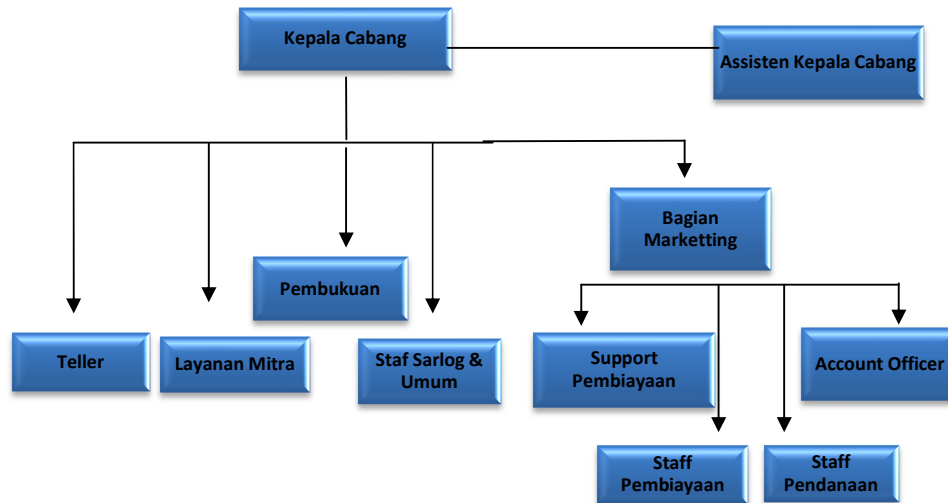 Kepala Cabang
Assisten Kepala Cabang
Bagian
Marketting
Pembukuan
Teller
Layanan Mitra
Staf Sarlog &
Umum
Support
Pembiayaan
Account Officer
Staff
Pembiayaan
Staff
Pendanaan